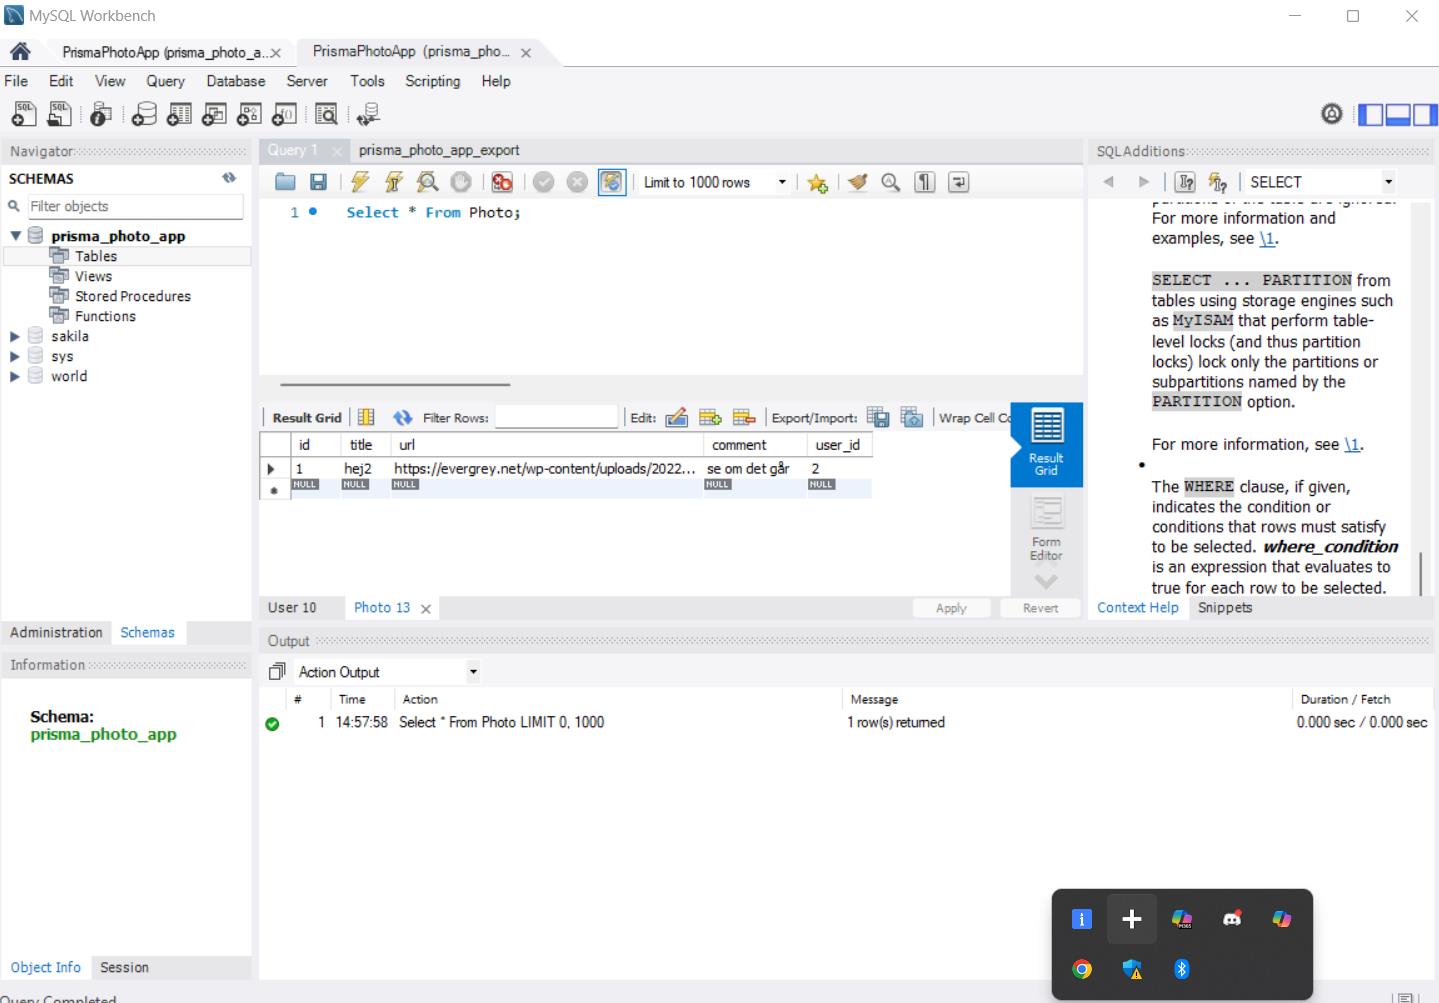 MySQL Workbench
PrismaPhotoApp (prisma_photo_a...
PrismaPhotoApp (prisma_pho...
File Edit View Query Database Server Tools Scripting Help
Navigator
SCHEMAS
Filter objects
prisma_photo_app
Tables
Views
Stored Procedures
Functions
sakila
sys
world
Administration Schemas
Information
Schema:
prisma_photo_app
Object Info Session
Query Completed
Query 1 prisma_photo_app_export
Limit to 1000 rows
1 Select * From Photo;
Result Grid Filter Rows: Edit: Export/Import: Wrap Cell Co
id title url comment user_id
1 hej2 https://evergrey.net/wp-content/uploads/2022... se om det går 2
NULL NULL NULL NULL NULL
Result
Grid
Form
Editor
User 10 Photo 13 Apply Revert
SQLAdditions
SELECT
partitions of the table are ignored.
For more information and
examples, see \1.
SELECT ... PARTITION from
tables using storage engines such
as MyISAM that perform table-
level locks (and thus partition
locks) lock only the partitions or
subpartitions named by the
PARTITION option.
For more information, see \1.
The WHERE clause, if given,
indicates the condition or
conditions that rows must satisfy
to be selected. where_condition
is an expression that evaluates to
true for each row to be selected.
Context Help Snippets
Output
Action Output
# Time Action Message Duration / Fetch
1 14:57:58 Select * From Photo LIMIT 0, 1000 1 row(s) returned 0.000 sec / 0.000 sec